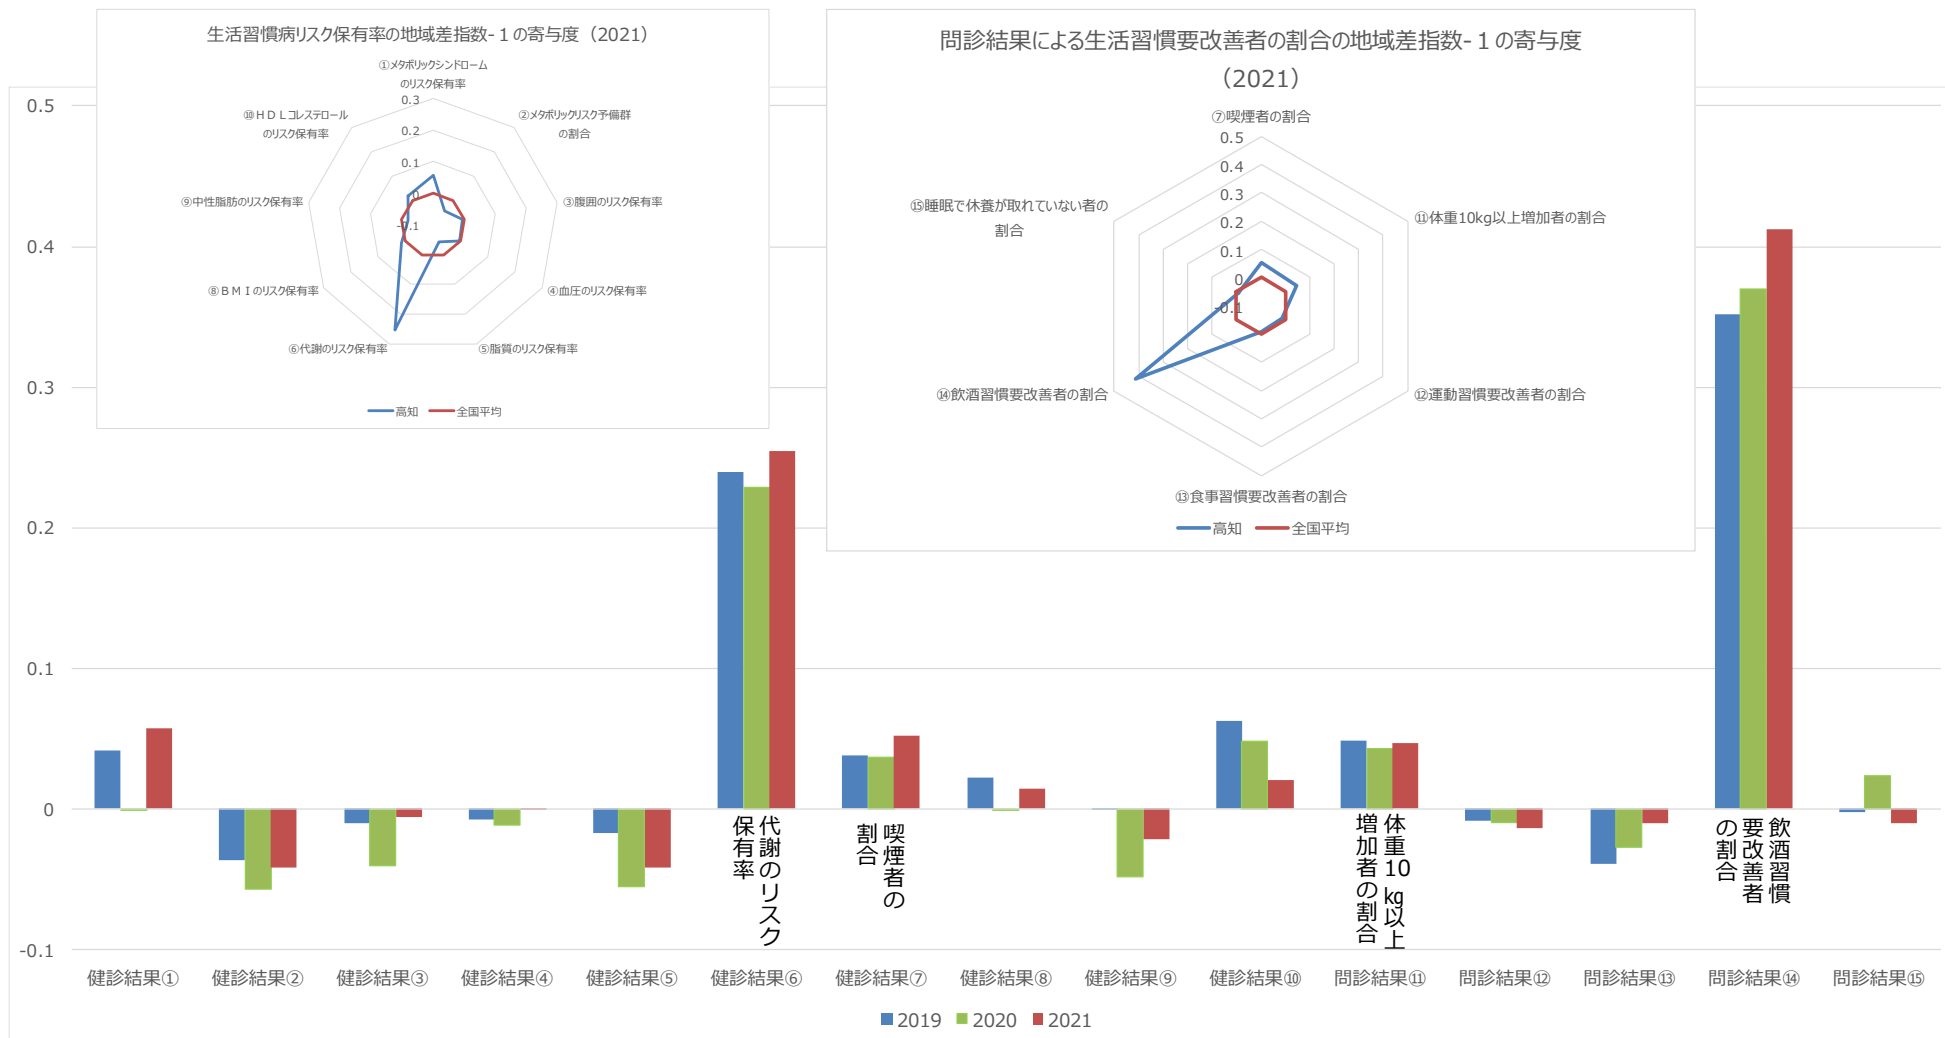 生活習慣病リスク保有率の地域差指数-１の寄与度（2021）
①メタボリックシンドローム
のリスク保有率
②メタボリックリスク予備群
の割合
③腹囲のリスク保有率
④血圧のリスク保有率
⑤脂質のリスク保有率
⑥代謝のリスク保有率
⑧ＢＭＩのリスク保有率
⑨中性脂肪のリスク保有率
⑩ＨＤＬコレステロール
のリスク保有率
0.3
0.2
0.1
0
-0.1
高知 全国平均
問診結果による生活習慣要改善者の割合の地域差指数-１の寄与度
（2021）
⑦喫煙者の割合
⑪体重10kg以上増加者の割合
⑫運動習慣要改善者の割合
⑬食事習慣要改善者の割合
⑭飲酒習慣要改善者の割合
⑮睡眠で休養が取れていない者の
割合
0.5
0.4
0.3
0.2
0.1
0
-0.1
高知 全国平均
0.5
0.4
0.3
0.2
0.1
0
-0.1
代謝のリスク
保有率
喫煙者の
割合
体重10㎏以上
増加者の割合
飲酒習慣
要改善者
の割合
健診結果① 健診結果② 健診結果③ 健診結果④ 健診結果⑤ 健診結果⑥ 健診結果⑦ 健診結果⑧ 健診結果⑨ 健診結果⑩ 問診結果⑪ 問診結果⑫ 問診結果⑬ 問診結果⑭ 問診結果⑮
2019 2020 2021